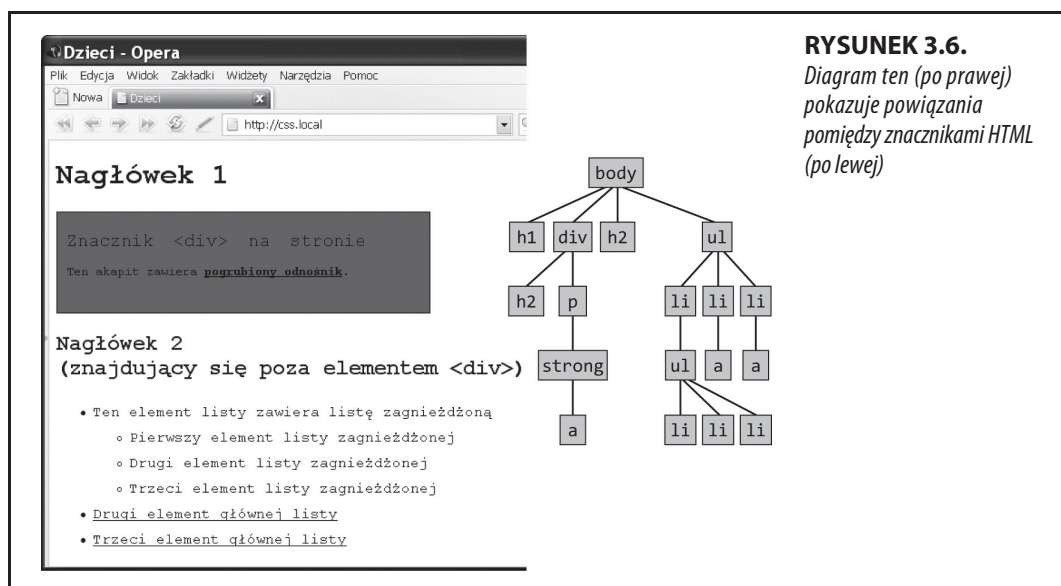 Dzieci - Opera
Plik Edycja Widok Zakładki Widżety Narzędzia Pomoc
Nowa Dzieci
http://css.local
Nagłówek 1
Znacznik <div> na stronie
Ten akapit zawiera pogrubiony odnośnik.
Nagłówek 2
(znajdujący się poza elementem <div>)
• Ten element listy zawiera listę zagnieżdżoną
◦ Pierwszy element listy zagnieżdżonej
◦ Drugi element listy zagnieżdżonej
◦ Trzeci element listy zagnieżdżonej
• Drugi element głównej listy
• Trzeci element głównej listy
body
h1 div h2 ul
h2 p li li li
strong ul a a
a li li li
RYSUNEK 3.6.
Diagram ten (po prawej)
pokazuje powiązania
pomiędzy znacznikami HTML
(po lewej)